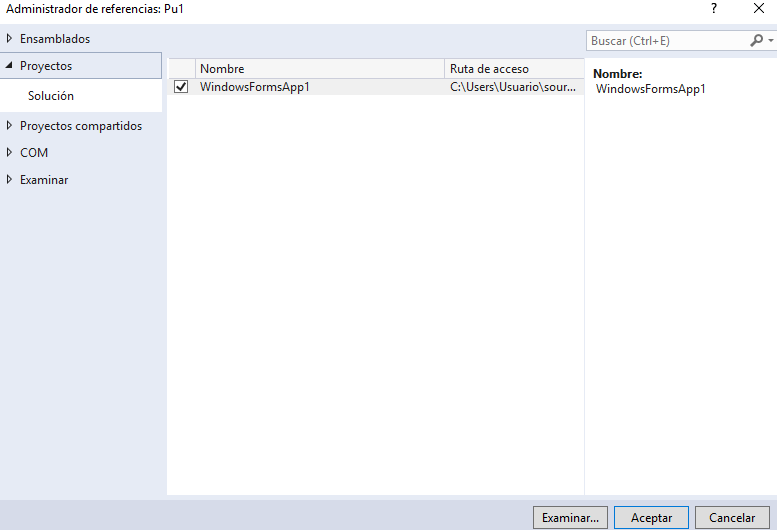 Administrador de referencias: Pu1
?
Ensamblados
Buscar (Ctrl+E)
Proyectos
Nombre
Ruta de acceso
Nombre:
WindowsFormsApp1
C:\Users\Usuario\sour...
WindowsFormsApp1
Solución
Proyectos compartidos
COM
Examinar
Examinar...
Aceptar
Cancelar